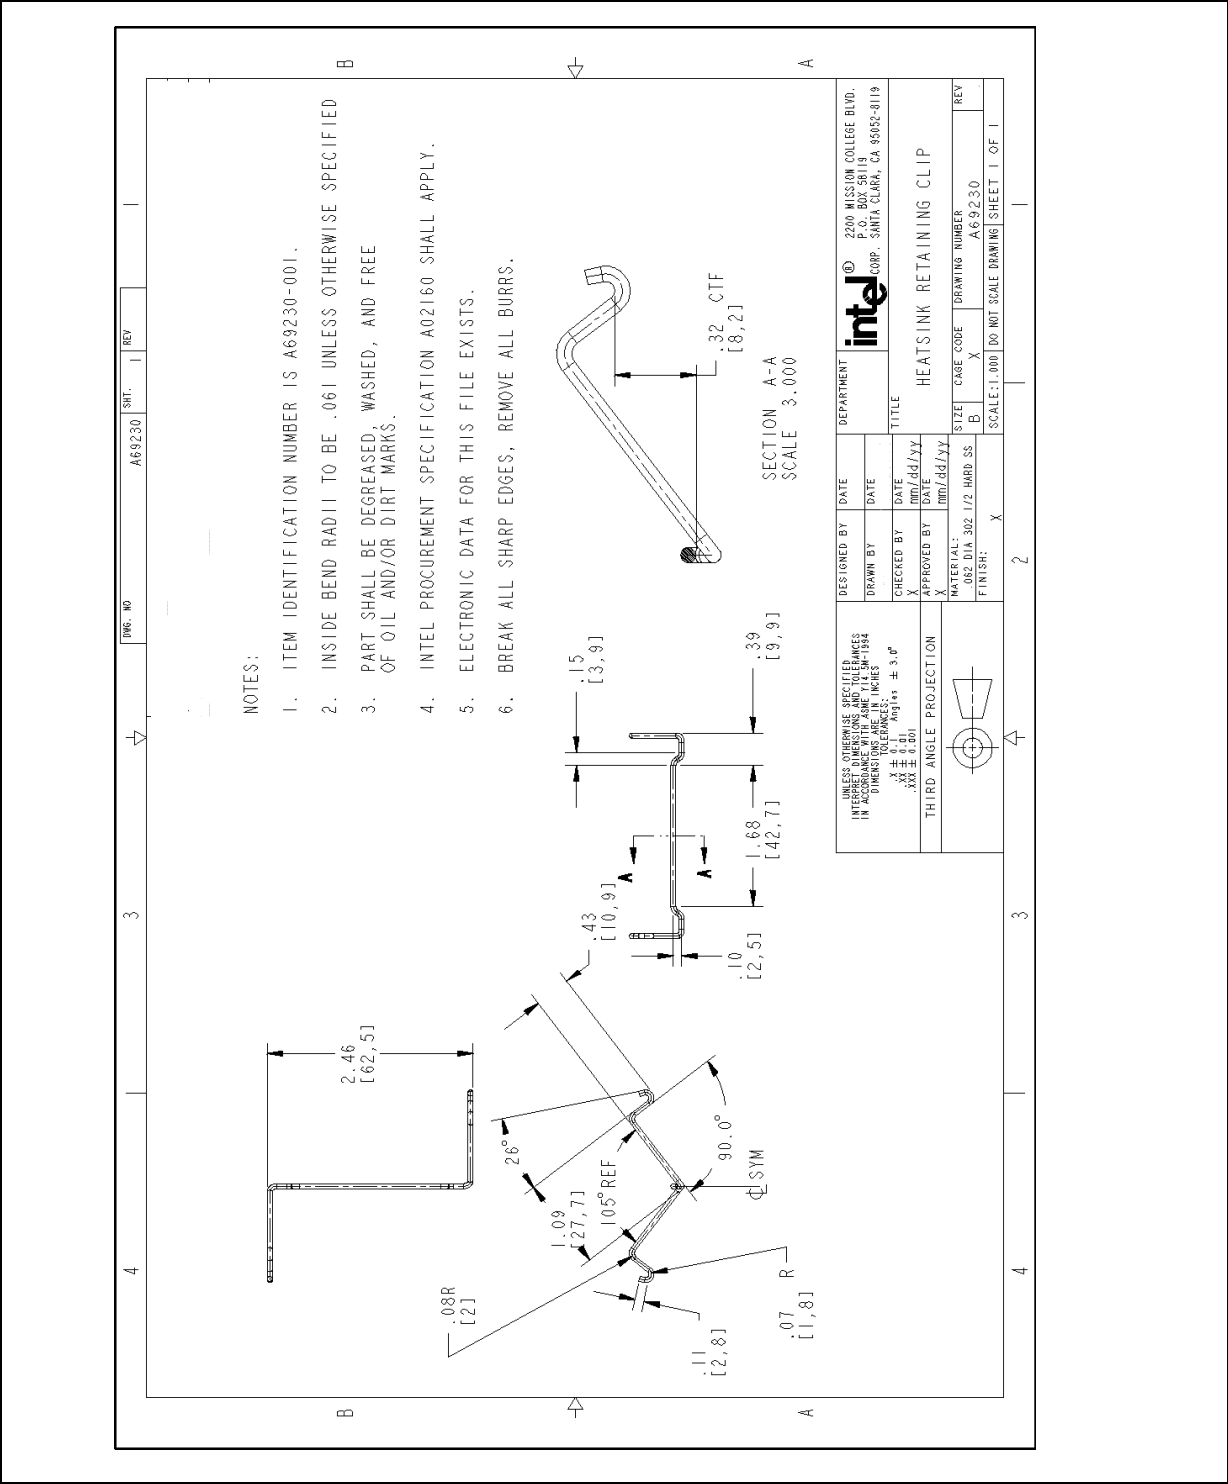 DWG. NO
A69230
SHT.
1
REV
NOTES:
1. ITEM IDENTIFICATION NUMBER IS A69230-001.
2. INSIDE BEND RADII TO BE .061 UNLESS OTHERWISE SPECIFIED
3. PART SHALL BE DEGREASED, WASHED, AND FREE
OF OIL AND/OR DIRT MARKS.
4. INTEL PROCUREMENT SPECIFICATION A02160 SHALL APPLY.
5. ELECTRONIC DATA FOR THIS FILE EXISTS.
6. BREAK ALL SHARP EDGES, REMOVE ALL BURRS.
2.46
[62,5]
.43
[10,9]
26°
1.09
[27,7]
105° REF
90.0°
℄ SYM
.08R
[2]
.11
[2,8]
.07 R
[1,8]
.15
[3,9]
.39
[9,9]
1.68
[42,7]
.10
[2,5]
A
A
.32 CTF
[8,2]
SECTION A-A
SCALE 3.000
UNLESS OTHERWISE SPECIFIED
INTERPRET DIMENSIONS AND TOLERANCES
IN ACCORDANCE WITH ASME Y14.5M-1994
DIMENSIONS ARE IN INCHES
TOLERANCES:
.X ± 0.1 Angles ± 3.0°
.XX ± 0.01
.XXX ± 0.001
THIRD ANGLE PROJECTION
DESIGNED BY DATE
DRAWN BY DATE
CHECKED BY DATE
X mm/dd/yy
APPROVED BY DATE
X mm/dd/yy
MATERIAL:
.062 DIA 302 1/2 HARD SS
FINISH:
X
DEPARTMENT
intel®
CORP.
2200 MISSION COLLEGE BLVD.
P.O. BOX 58119
SANTA CLARA, CA 95052-8119
TITLE
HEATSINK RETAINING CLIP
SIZE
B
CAGE CODE
X
DRAWING NUMBER
A69230
REV
SCALE:1.000
DO NOT SCALE DRAWING
SHEET 1 OF 1
4
3
2
4
3
B
A
B
A